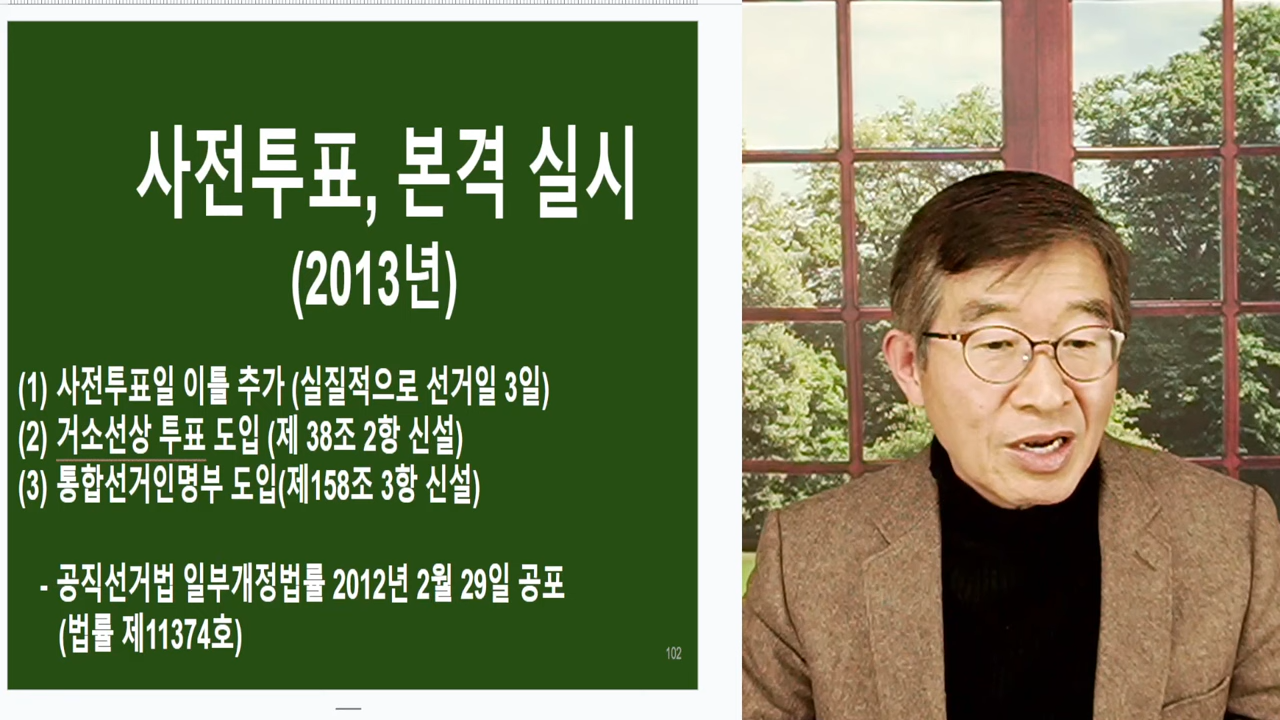 사전투표, 본격 실시
(2013년)
(1) 사전투표일 이틀 추가 (실질적으로 선거일 3일)
(2) 거소선상 투표 도입 (제 38조 2항 신설)
(3) 통합선거인명부 도입(제158조 3항 신설)
- 공직선거법 일부개정법률 2012년 2월 29일 공포
(법률 제11374호)
102